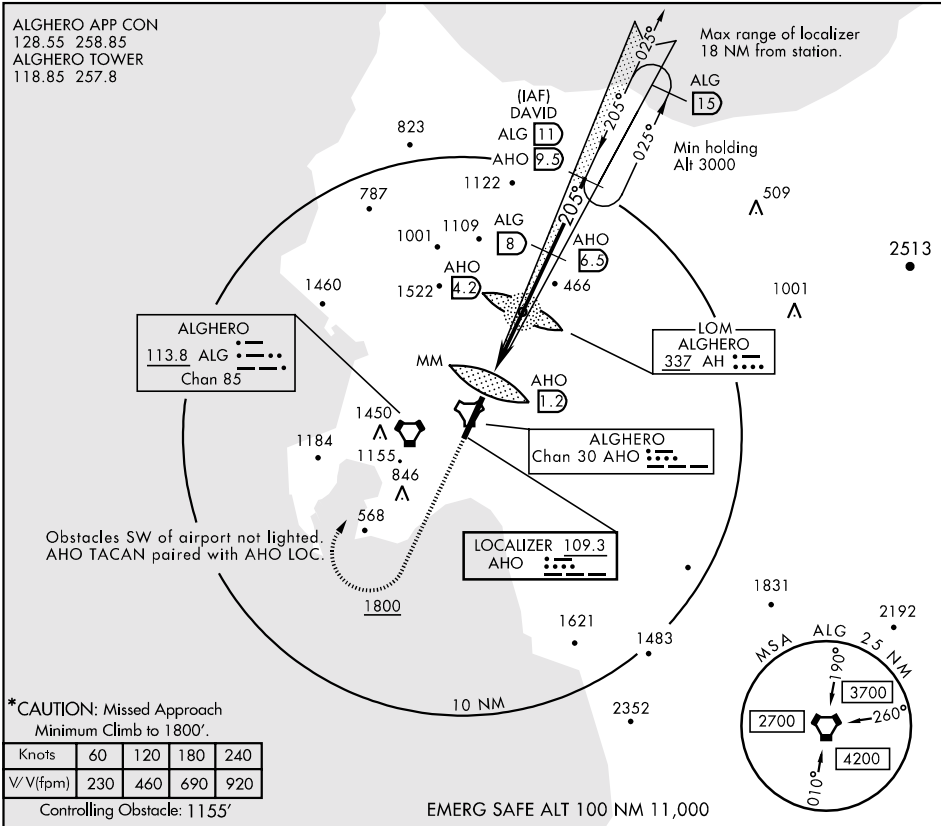 ALGHERO APP CON
128.55 258.85
ALGHERO TOWER
118.85 257.8
Max range of localizer
18 NM from station.
025°
205°
ALG
15
025°
Min holding
Alt 3000
(IAF)
DAVID
ALG 11
AHO 9.5
823
1122
787
205°
509
ALG
8
1109
1001
AHO
6.5
2513
AHO
4.2
1522
466
1460
1001
ALGHERO
113.8 ALG
Chan 85
LOM
ALGHERO
337 AH
MM
AHO
1.2
1450
1184
1155
846
ALGHERO
Chan 30 AHO
568
Obstacles SW of airport not lighted.
AHO TACAN paired with AHO LOC.
LOCALIZER 109.3
AHO
1800
1831
1621
2192
1483
MSA ALG 25 NM
190°
3700
2700
260°
4200
010°
10 NM
2352
*CAUTION: Missed Approach
Minimum Climb to 1800'.
Knots 60 120 180 240
V/V(fpm) 230 460 690 920
Controlling Obstacle: 1155'
EMERG SAFE ALT 100 NM 11,000